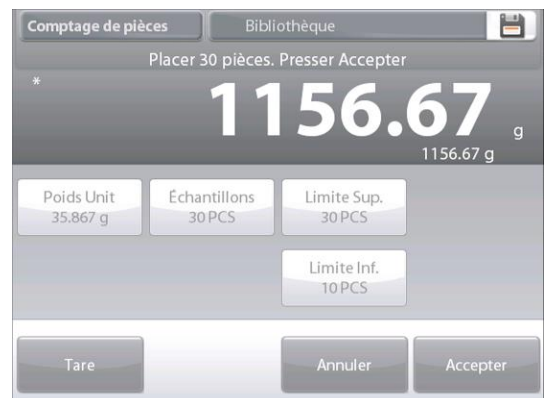 Comptage de pièces Bibliothèque
Placer 30 pièces. Presser Accepter
*
1156.67 g
1156.67 g
Poids Unit Échantillons Limite Sup.
35.867 g 30 PCS 30 PCS
Limite Inf.
10 PCS
Tare Annuler Accepter